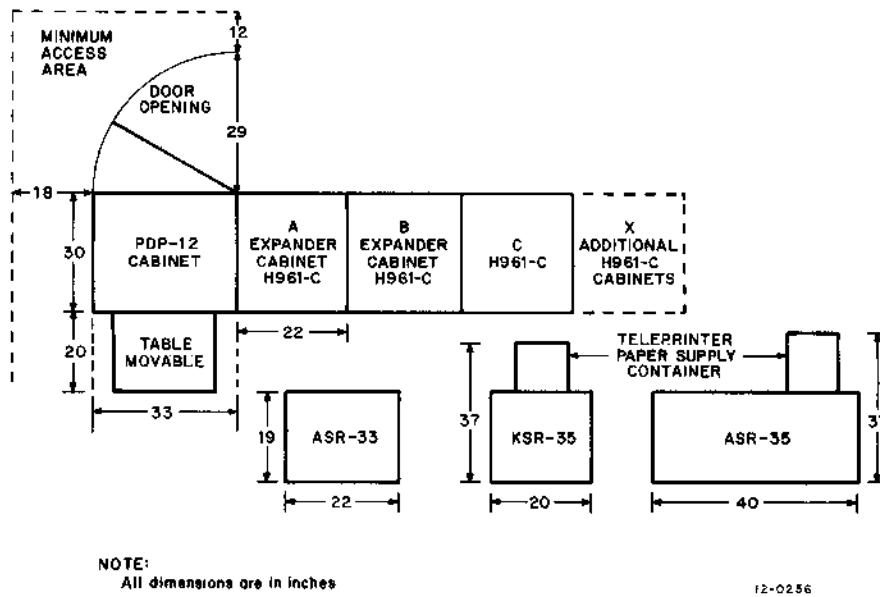 MINIMUM
ACCESS
AREA
12
DOOR
OPENING
29
18
30
PDP-12
CABINET
A
EXPANDER
CABINET
H961-C
B
EXPANDER
CABINET
H961-C
C
H961-C
X
ADDITIONAL
H961-C
CABINETS
20
TABLE
MOVABLE
22
TELEPRINTER
PAPER SUPPLY
CONTAINER
33
19
ASR-33
22
37
KSR-35
20
ASR-35
40
NOTE:
All dimensions are in inches
12-0256